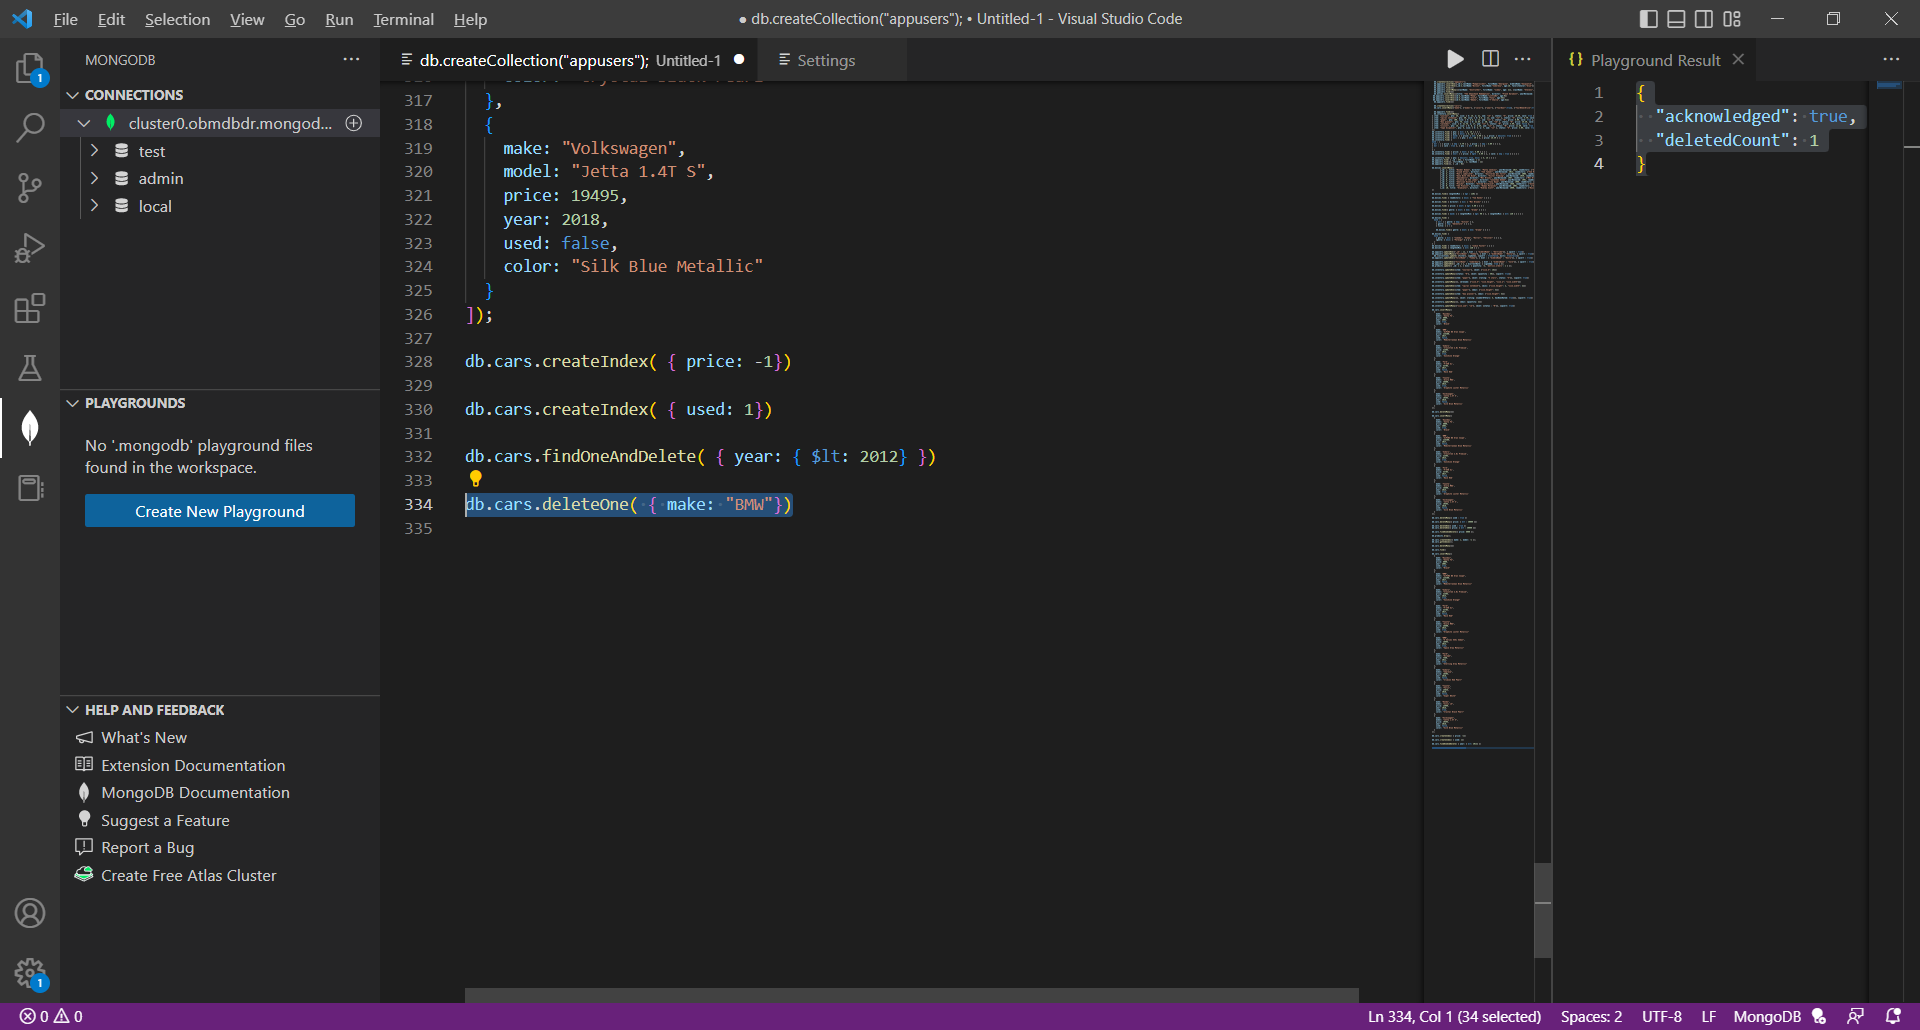 File Edit Selection View Go Run Terminal Help
● db.createCollection("appusers"); • Untitled-1 - Visual Studio Code
MONGODB
db.createCollection("appusers"); Untitled-1
Settings
{} Playground Result
CONNECTIONS
cluster0.obmdbdr.mongod...
test
admin
local
PLAYGROUNDS
No '.mongodb' playground files
found in the workspace.
Create New Playground
HELP AND FEEDBACK
What's New
Extension Documentation
MongoDB Documentation
Suggest a Feature
Report a Bug
Create Free Atlas Cluster
1
1
317 },
318 {
319 make: "Volkswagen",
320 model: "Jetta 1.4T S",
321 price: 19495,
322 year: 2018,
323 used: false,
324 color: "Silk Blue Metallic"
325 }
326 ]);
327
328 db.cars.createIndex( { price: -1})
329
330 db.cars.createIndex( { used: 1})
331
332 db.cars.findOneAndDelete( { year: { $lt: 2012} })
333
334 db.cars.deleteOne( { make: "BMW"})
335
1 {
2 "acknowledged": true,
3 "deletedCount": 1
4 }
0 0
Ln 334, Col 1 (34 selected) Spaces: 2 UTF-8 LF MongoDB